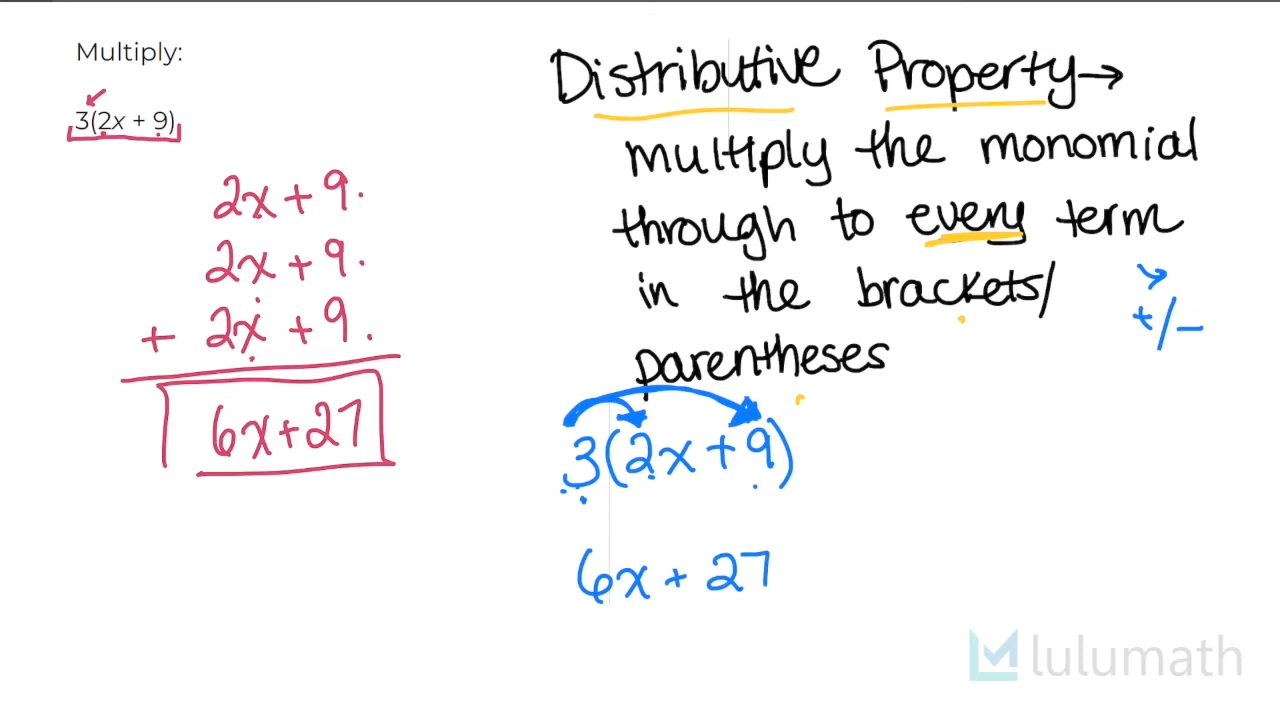 Multiply:
3(2x + 9)
2x + 9
2x + 9
+ 2x + 9
6x + 27
Distributive Property →
multiply the monomial
through to every term
in the brackets/
parentheses
→
+/−
3(2x + 9)
6x + 27
lulumath